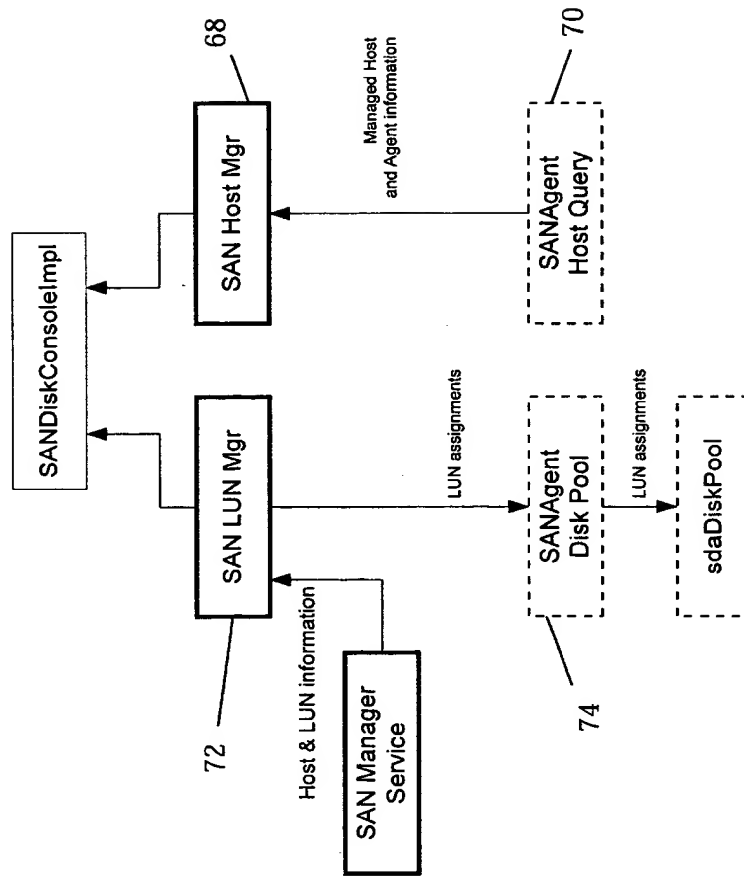 SANDiskConsoleImpl
68
SAN Host Mgr
Managed Host
and Agent information
70
SANAgent
Host Query
72
SAN LUN Mgr
Host & LUN information
SAN Manager
Service
LUN assignments
74
SANAgent
Disk Pool
LUN assignments
sdaDiskPool